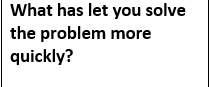 What has let you solve
the problem more
quickly?